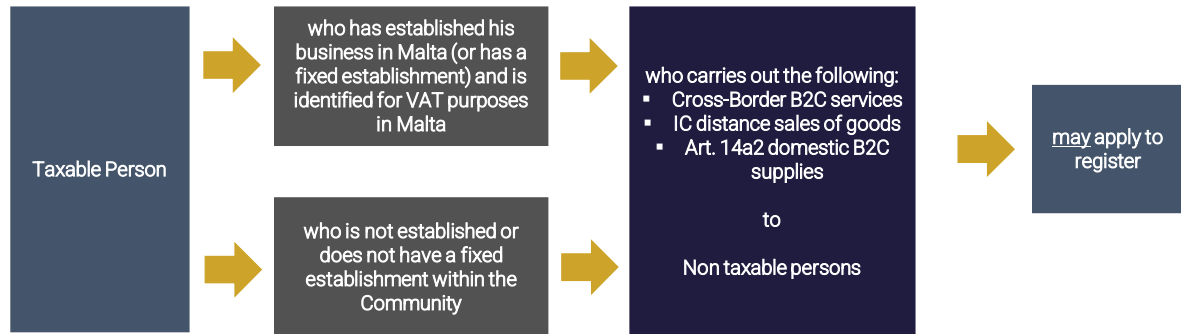 Taxable Person
who has established his
business in Malta (or has a
fixed establishment) and is
identified for VAT purposes
in Malta
who is not established or
does not have a fixed
establishment within the
Community
who carries out the following:
▪ Cross-Border B2C services
▪ IC distance sales of goods
▪ Art. 14a2 domestic B2C
supplies
to
Non taxable persons
may apply to
register